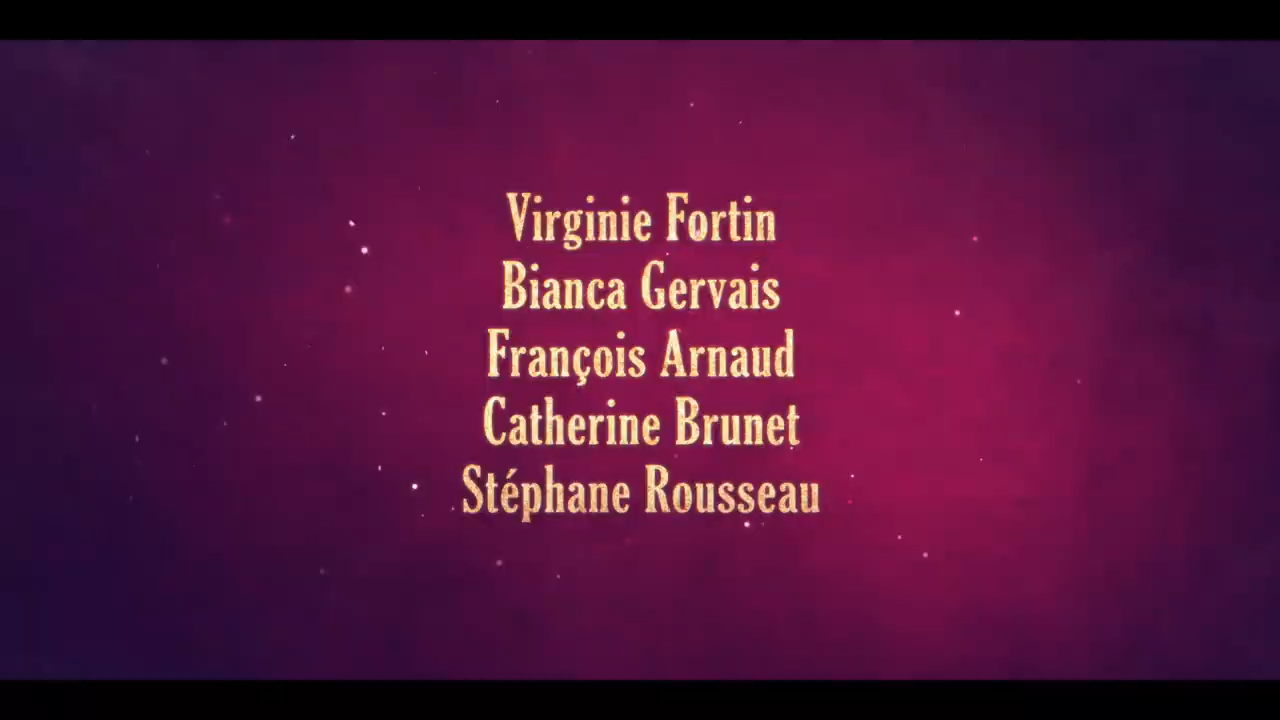 Virginie Fortin
Bianca Gervais
François Arnaud
Catherine Brunet
Stéphane Rousseau